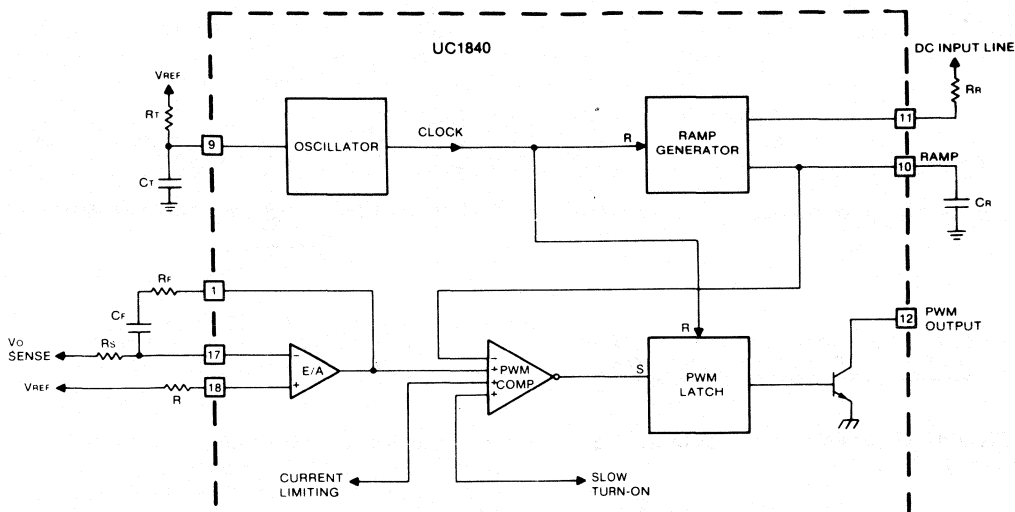 UC1840
DC INPUT LINE
VREF
RR
RT
11
CLOCK
R
RAMP
GENERATOR
9
OSCILLATOR
10
RAMP
CT
CR
RF
1
CF
12
PWM
OUTPUT
R
VO
SENSE
RS
17
-
E/A
+
-
+
PWM
+
COMP
+
S
PWM
LATCH
VREF
R
18
CURRENT
LIMITING
SLOW
TURN-ON